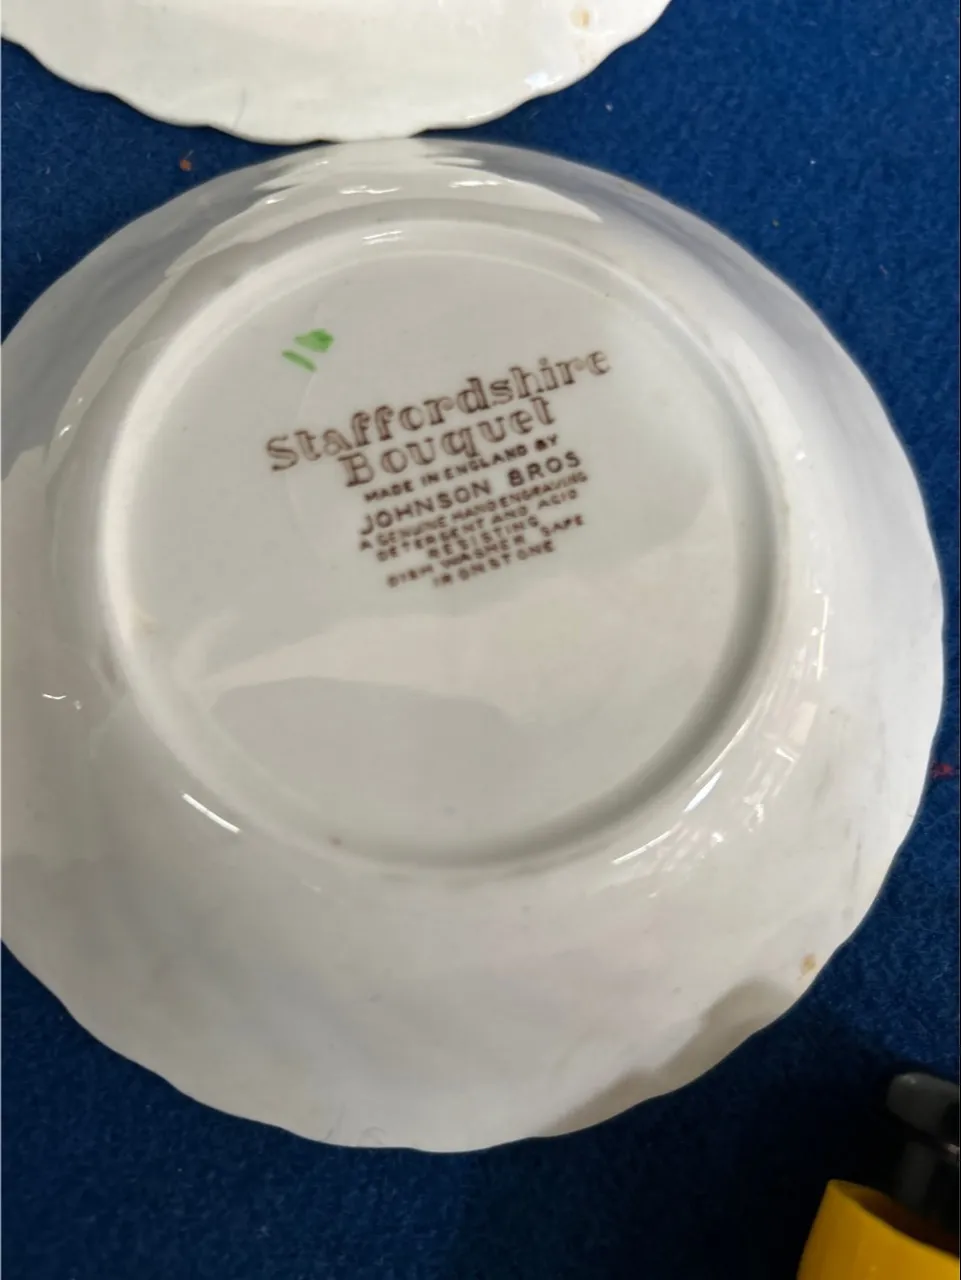 Staffordshire
Bouquet
MADE IN ENGLAND BY
JOHNSON BROS
A GENUINE HAND ENGRAVING
DETERGENT AND ACID
RESISTING
DISH WASHER SAFE
IRONSTONE